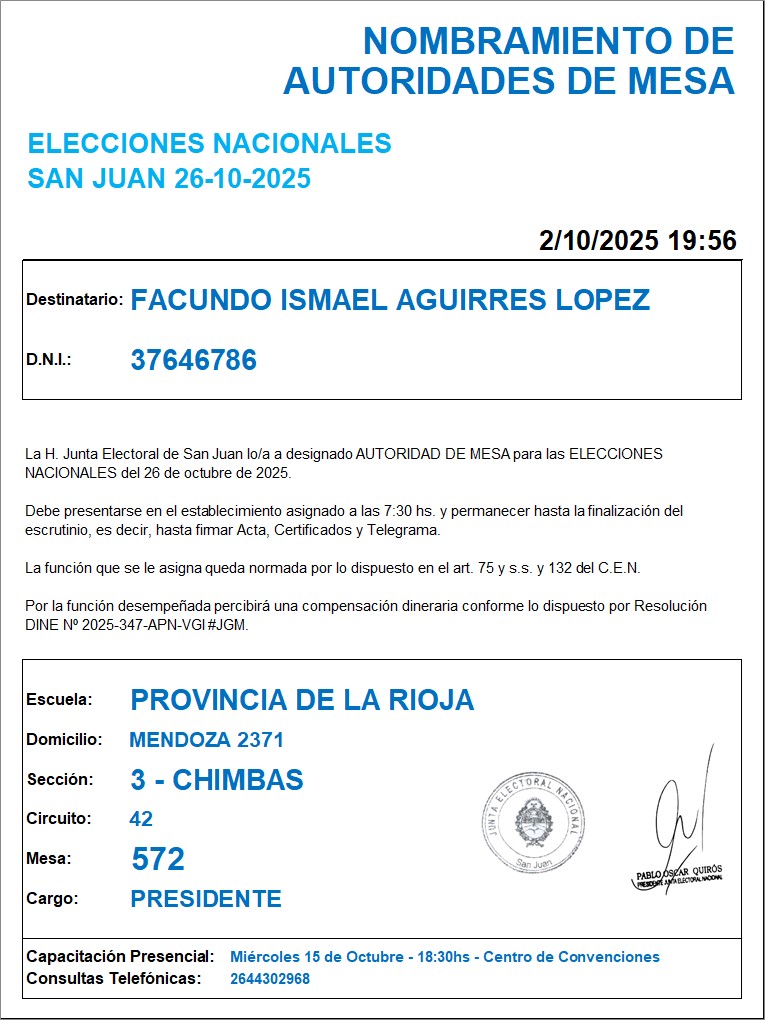 NOMBRAMIENTO DE
AUTORIDADES DE MESA
ELECCIONES NACIONALES
SAN JUAN 26-10-2025
2/10/2025 19:56
Destinatario: FACUNDO ISMAEL AGUIRRES LOPEZ
D.N.I.: 37646786
La H. Junta Electoral de San Juan lo/a a designado AUTORIDAD DE MESA para las ELECCIONES
NACIONALES del 26 de octubre de 2025.
Debe presentarse en el establecimiento asignado a las 7:30 hs. y permanecer hasta la finalización del
escrutinio, es decir, hasta firmar Acta, Certificados y Telegrama.
La función que se le asigna queda normada por lo dispuesto en el art. 75 y s.s. y 132 del C.E.N.
Por la función desempeñada percibirá una compensación dineraria conforme lo dispuesto por Resolución
DINE Nº 2025-347-APN-VGI#JGM.
Escuela: PROVINCIA DE LA RIOJA
Domicilio: MENDOZA 2371
Sección: 3 - CHIMBAS
Circuito: 42
Mesa: 572
Cargo: PRESIDENTE
JUNTA ELECTORAL NACIONAL
San Juan
PABLO OSCAR QUIRÓS
PRESIDENTE JUNTA ELECTORAL NACIONAL
Capacitación Presencial: Miércoles 15 de Octubre - 18:30hs - Centro de Convenciones
Consultas Telefónicas: 2644302968